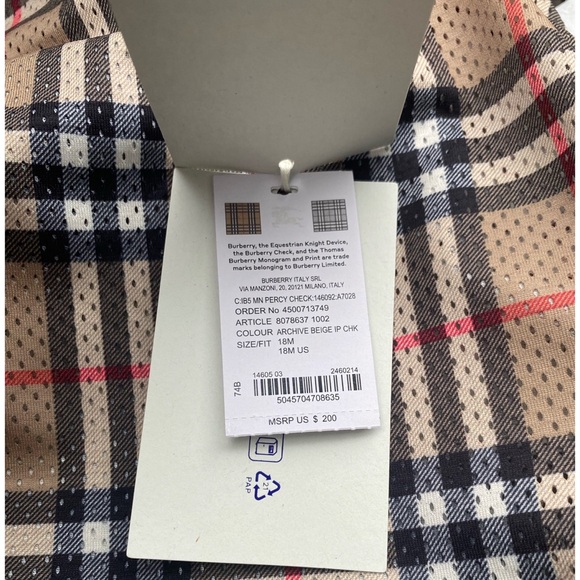 Burberry, the Equestrian Knight Device,
the Burberry Check, and the Thomas
Burberry Monogram and Print are trade
marks belonging to Burberry Limited.
BURBERRY ITALY SRL
VIA MANZONI, 20, 20121 MILANO, ITALY
C:IB5 MN PERCY CHECK:146092:A7028
ORDER No 4500713749
ARTICLE 8078637 1002
COLOUR ARCHIVE BEIGE IP CHK
SIZE/FIT 18M
18M US
74B
14605 03 2460214
5045704708635
MSRP US $ 200
21
PAP